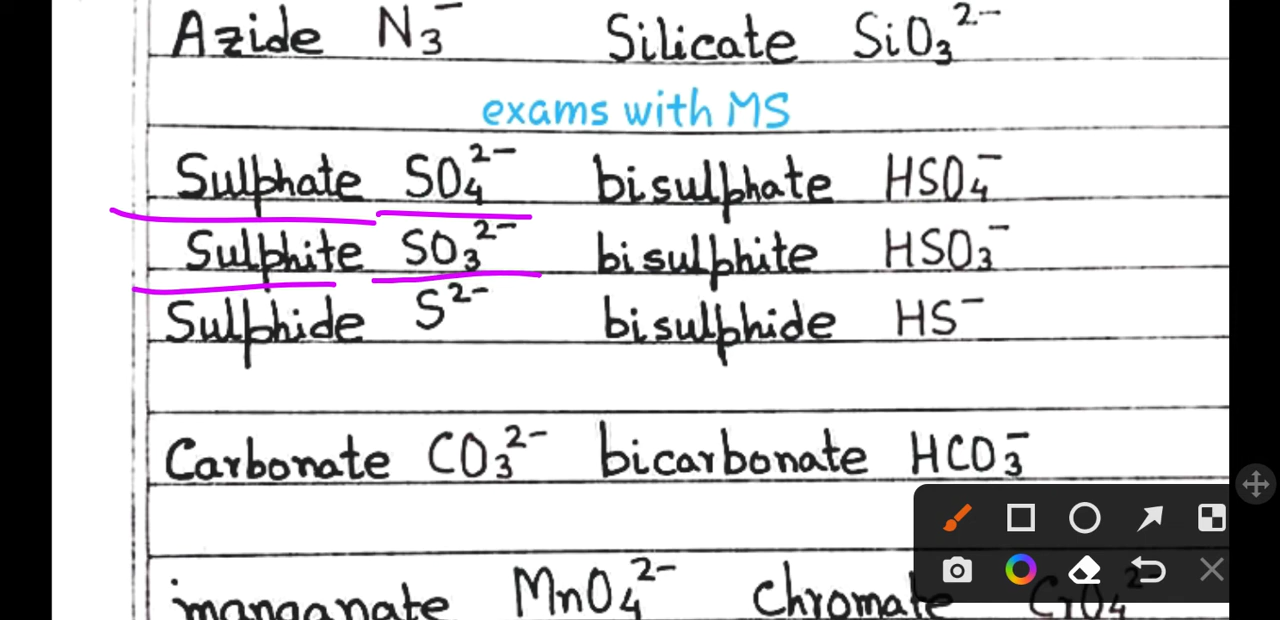 Azide N₃⁻ Silicate SiO₃²⁻
exams with MS
Sulphate SO₄²⁻ bisulphate HSO₄⁻
Sulphite SO₃²⁻ bisulphite HSO₃⁻
Sulphide S²⁻ bisulphide HS⁻
Carbonate CO₃²⁻ bicarbonate HCO₃⁻
manganate MnO₄²⁻ Chromate CrO₄²⁻